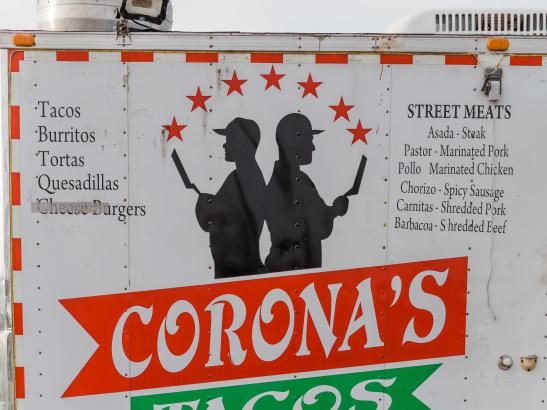 Tacos
Burritos
Tortas
Quesadillas
Cheese Burgers
STREET MEATS
Asada - Steak
Pastor - Marinated Pork
Pollo Marinated Chicken
Chorizo - Spicy Sausage
Carnitas - Shredded Pork
Barbacoa - Shredded Beef
CORONA'S
TACOS